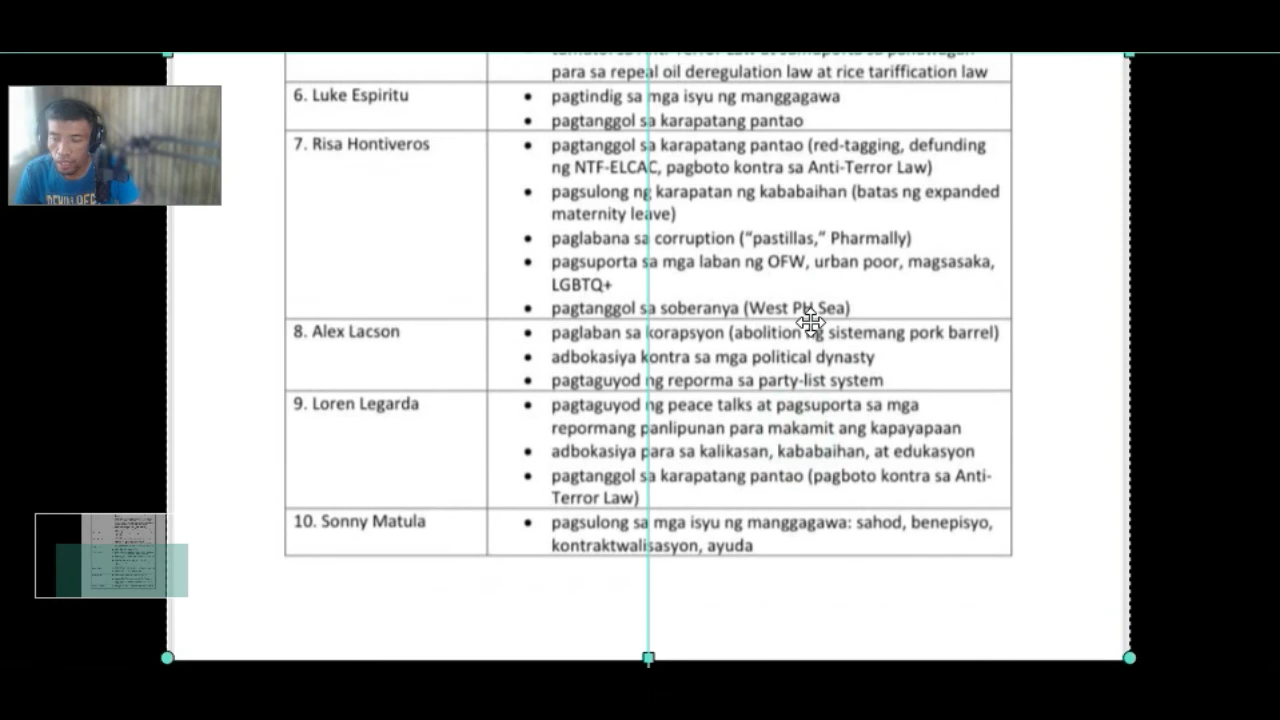 para sa repeal oil deregulation law at rice tariffication law
6. Luke Espiritu
• pagtindig sa mga isyu ng manggagawa
• pagtanggol sa karapatang pantao
7. Risa Hontiveros
• pagtanggol sa karapatang pantao (red-tagging, defunding
ng NTF-ELCAC, pagboto kontra sa Anti-Terror Law)
• pagsulong ng karapatan ng kababaihan (batas ng expanded
maternity leave)
• paglabana sa corruption (“pastillas,” Pharmally)
• pagsuporta sa mga laban ng OFW, urban poor, magsasaka,
LGBTQ+
• pagtanggol sa soberanya (West PH Sea)
8. Alex Lacson
• paglaban sa korapsyon (abolition ng sistemang pork barrel)
• adbokasiya kontra sa mga political dynasty
• pagtaguyod ng reporma sa party-list system
9. Loren Legarda
• pagtaguyod ng peace talks at pagsuporta sa mga
repormang panlipunan para makamit ang kapayapaan
• adbokasiya para sa kalikasan, kababaihan, at edukasyon
• pagtanggol sa karapatang pantao (pagboto kontra sa Anti-
Terror Law)
10. Sonny Matula
• pagsulong sa mga isyu ng manggagawa: sahod, benepisyo,
kontraktwalisasyon, ayuda